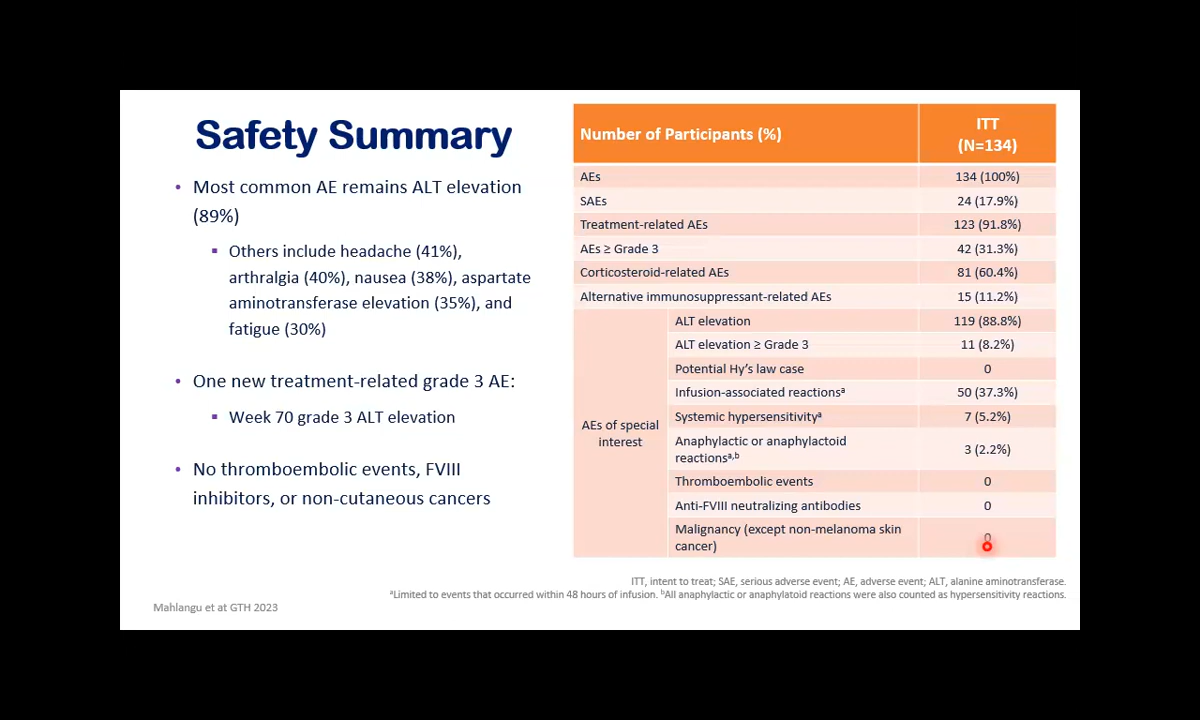 Safety Summary
• Most common AE remains ALT elevation
(89%)
▪ Others include headache (41%),
arthralgia (40%), nausea (38%), aspartate
aminotransferase elevation (35%), and
fatigue (30%)
• One new treatment-related grade 3 AE:
▪ Week 70 grade 3 ALT elevation
• No thromboembolic events, FVIII
inhibitors, or non-cutaneous cancers
Number of Participants (%) ITT
(N=134)
AEs 134 (100%)
SAEs 24 (17.9%)
Treatment-related AEs 123 (91.8%)
AEs ≥ Grade 3 42 (31.3%)
Corticosteroid-related AEs 81 (60.4%)
Alternative immunosuppressant-related AEs 15 (11.2%)
AEs of special
interest
ALT elevation 119 (88.8%)
ALT elevation ≥ Grade 3 11 (8.2%)
Potential Hy's law case 0
Infusion-associated reactionsᵃ 50 (37.3%)
Systemic hypersensitivityᵃ 7 (5.2%)
Anaphylactic or anaphylactoid
reactionsᵃ,ᵇ 3 (2.2%)
Thromboembolic events 0
Anti-FVIII neutralizing antibodies 0
Malignancy (except non-melanoma skin
cancer) 0
ITT, intent to treat; SAE, serious adverse event; AE, adverse event; ALT, alanine aminotransferase.
ᵃLimited to events that occurred within 48 hours of infusion. ᵇAll anaphylactic or anaphylatoid reactions were also counted as hypersensitivity reactions.
Mahlangu et at GTH 2023